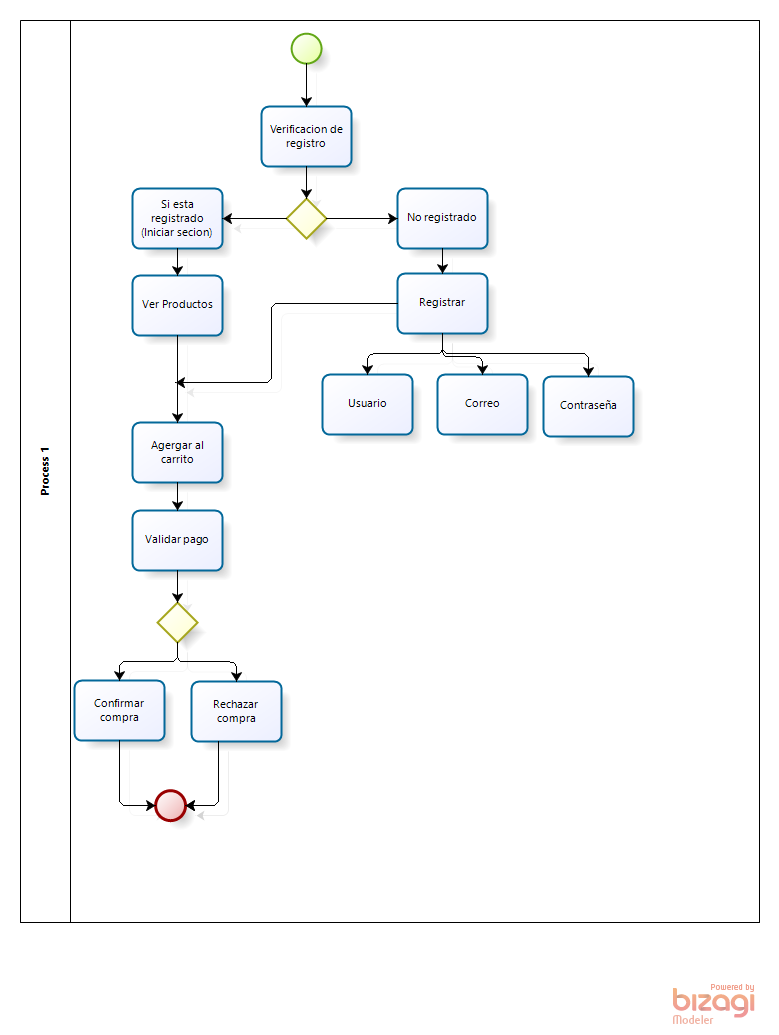 Process 1
Verificacion de
registro
Si esta
registrado
(Iniciar secion)
No registrado
Ver Productos
Registrar
Usuario
Correo
Contraseña
Agergar al
carrito
Validar pago
Confirmar
compra
Rechazar
compra
Powered by
bizagi
Modeler